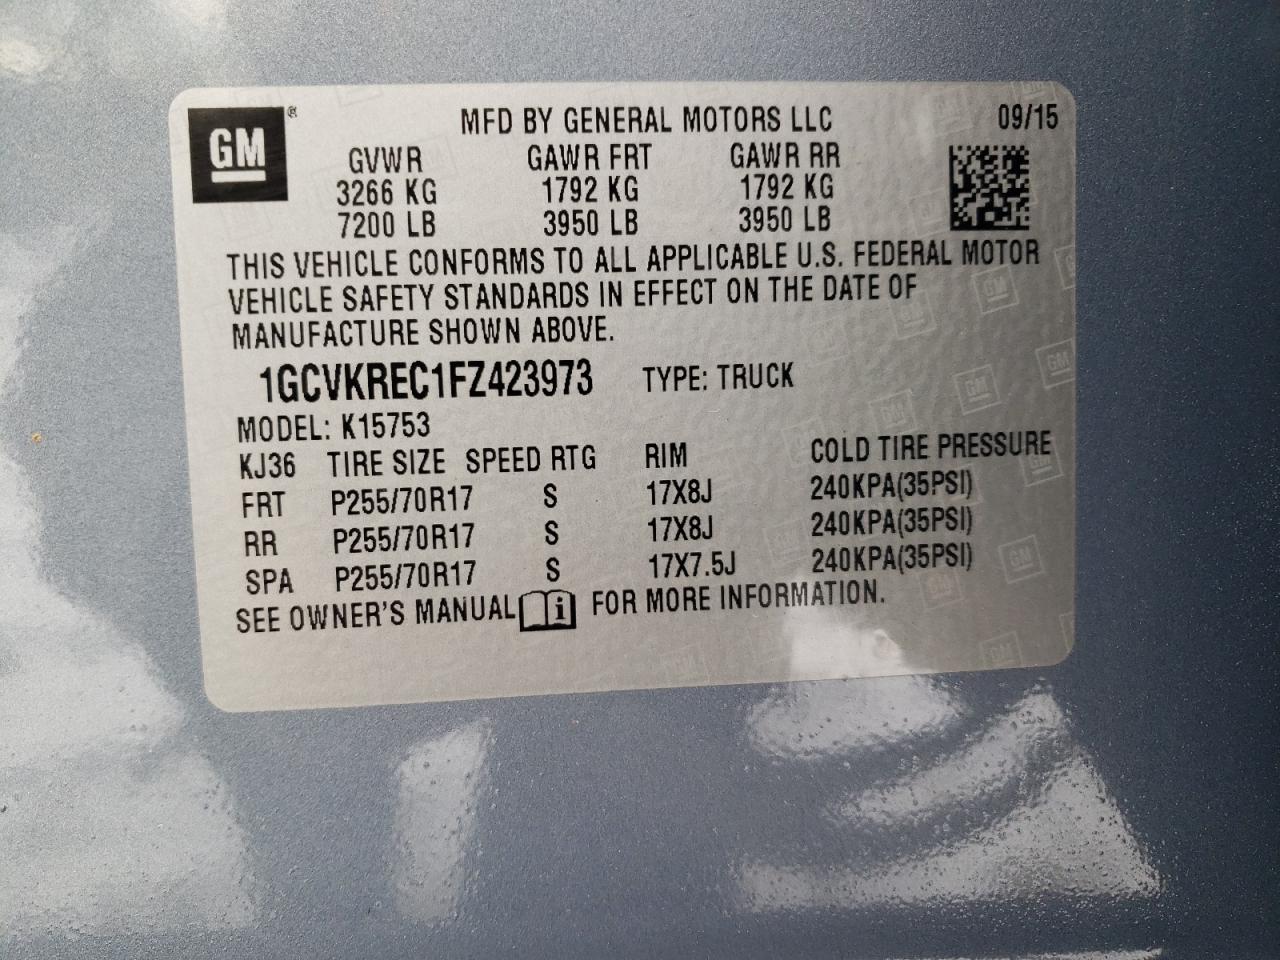 GM ®
MFD BY GENERAL MOTORS LLC 09/15
GVWR GAWR FRT GAWR RR
3266 KG 1792 KG 1792 KG
7200 LB 3950 LB 3950 LB
THIS VEHICLE CONFORMS TO ALL APPLICABLE U.S. FEDERAL MOTOR
VEHICLE SAFETY STANDARDS IN EFFECT ON THE DATE OF
MANUFACTURE SHOWN ABOVE.
1GCVKREC1FZ423973 TYPE: TRUCK
MODEL: K15753
KJ36 TIRE SIZE SPEED RTG RIM COLD TIRE PRESSURE
FRT P255/70R17 S 17X8J 240KPA(35PSI)
RR P255/70R17 S 17X8J 240KPA(35PSI)
SPA P255/70R17 S 17X7.5J 240KPA(35PSI)
SEE OWNER'S MANUAL i FOR MORE INFORMATION.